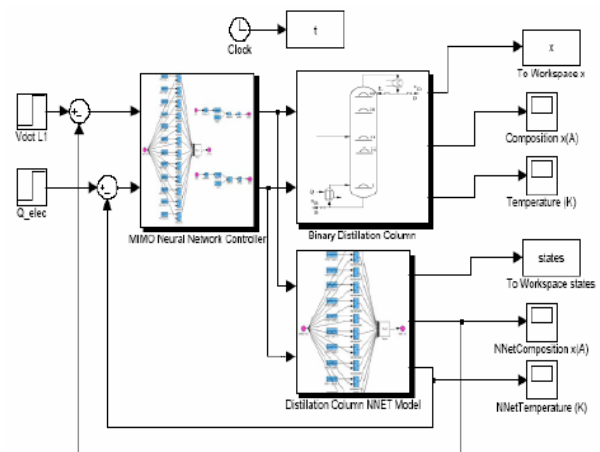 t
Clock
x
To Workspace x
Vdot L1
Composition x(A)
Q_elec
Temperature (K)
MIMO Neural Network Controller
Binary Distillation Column
states
To Workspace states
NNetComposition x(A)
Distillation Column NNET Model
NNetTemperature (K)